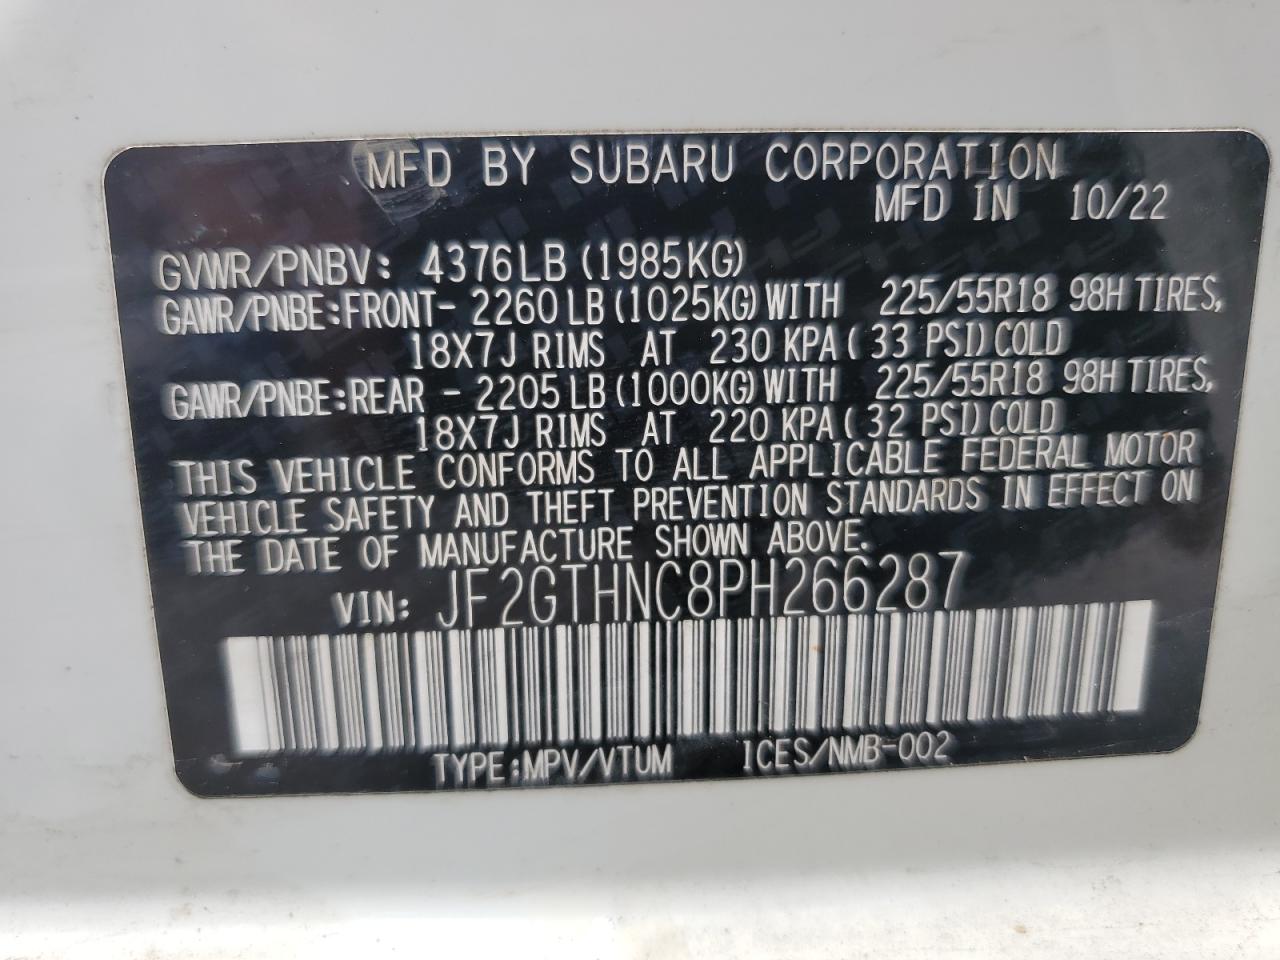 MFD BY SUBARU CORPORATION
MFD IN 10/22
GVWR/PNBV: 4376LB (1985KG)
GAWR/PNBE:FRONT- 2260 LB (1025KG) WITH 225/55R18 98H TIRES,
18X7J RIMS AT 230 KPA ( 33 PSI) COLD
GAWR/PNBE:REAR - 2205 LB (1000KG) WITH 225/55R18 98H TIRES,
18X7J RIMS AT 220 KPA ( 32 PSI) COLD
THIS VEHICLE CONFORMS TO ALL APPLICABLE FEDERAL MOTOR
VEHICLE SAFETY AND THEFT PREVENTION STANDARDS IN EFFECT ON
THE DATE OF MANUFACTURE SHOWN ABOVE.
VIN: JF2GTHNC8PH266287
TYPE:MPV/VTUM ICES/NMB-002